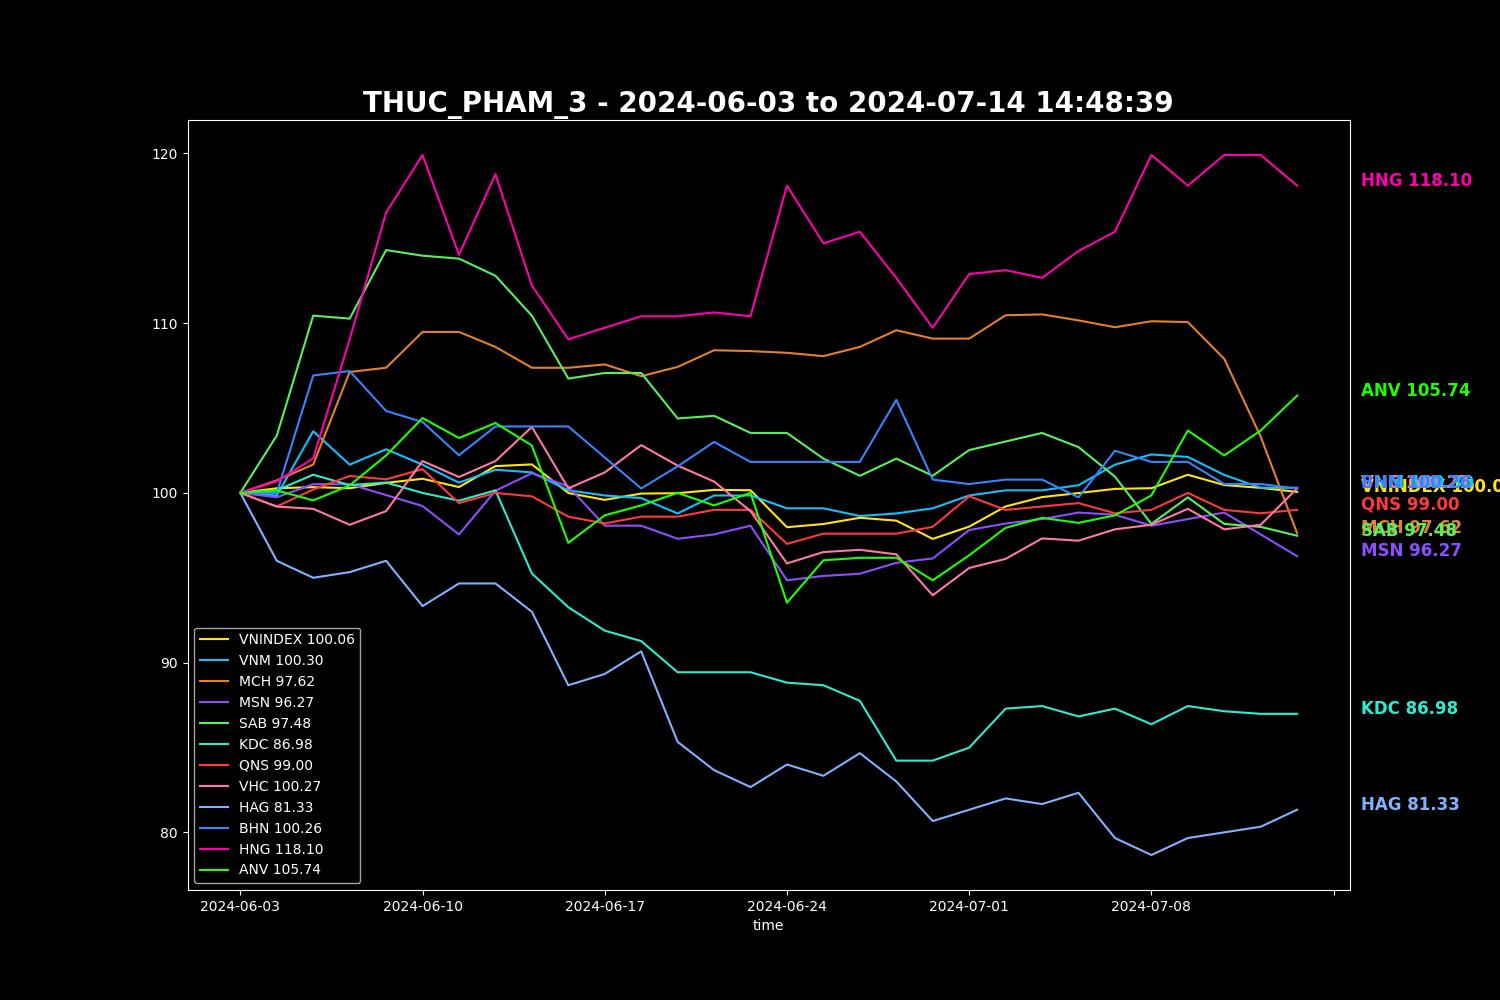 THUC_PHAM_3 - 2024-06-03 to 2024-07-14 14:48:39
120
110
100
90
80
HNG 118.10
ANV 105.74
QNS 99.00
SAB 97.48
MSN 96.27
KDC 86.98
HAG 81.33
VNINDEX 100.06
VNM 100.30
MCH 97.62
MSN 96.27
SAB 97.48
KDC 86.98
QNS 99.00
VHC 100.27
HAG 81.33
BHN 100.26
HNG 118.10
ANV 105.74
2024-06-03
2024-06-10
2024-06-17
2024-06-24
2024-07-01
2024-07-08
time